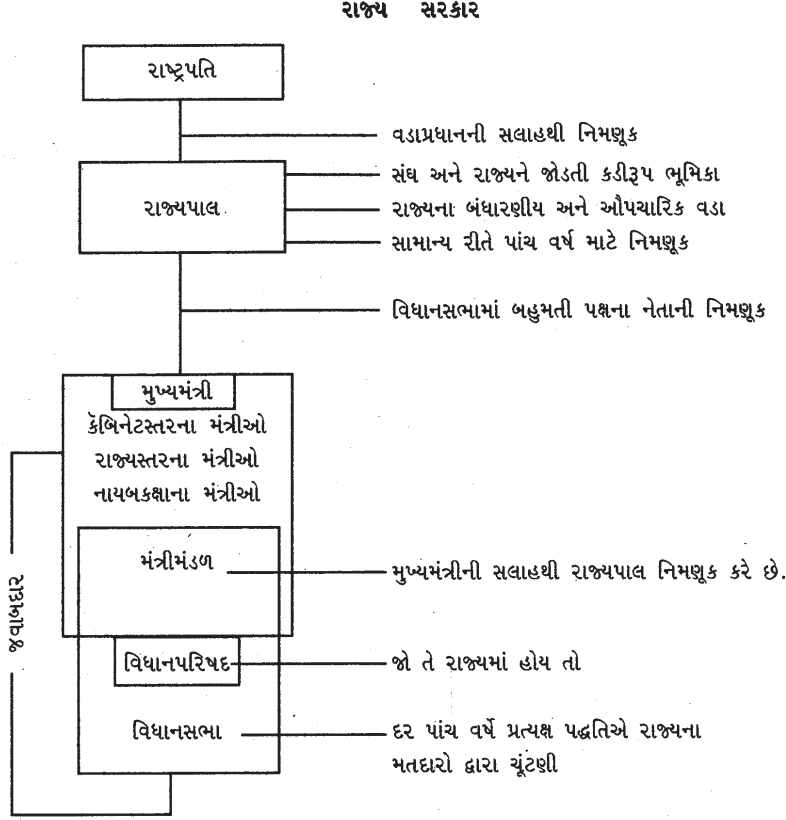 રાજ્ય સરકાર
રાષ્ટ્રપતિ
વડાપ્રધાનની સલાહથી નિમણૂક
સંઘ અને રાજ્યને જોડતી કડીરૂપ ભૂમિકા
રાજ્યપાલ
રાજ્યના બંધારણીય અને ઔપચારિક વડા
સામાન્ય રીતે પાંચ વર્ષ માટે નિમણૂક
વિધાનસભામાં બહુમતી પક્ષના નેતાની નિમણૂક
મુખ્યમંત્રી
કૅબિનેટસ્તરના મંત્રીઓ
રાજ્યસ્તરના મંત્રીઓ
નાયબકક્ષાના મંત્રીઓ
મંત્રીમંડળ
મુખ્યમંત્રીની સલાહથી રાજ્યપાલ નિમણૂક કરે છે.
જવાબદાર
વિધાનપરિષદ
જો તે રાજ્યમાં હોય તો
વિધાનસભા
દર પાંચ વર્ષે પ્રત્યક્ષ પદ્ધતિએ રાજ્યના
મતદારો દ્વારા ચૂંટણી